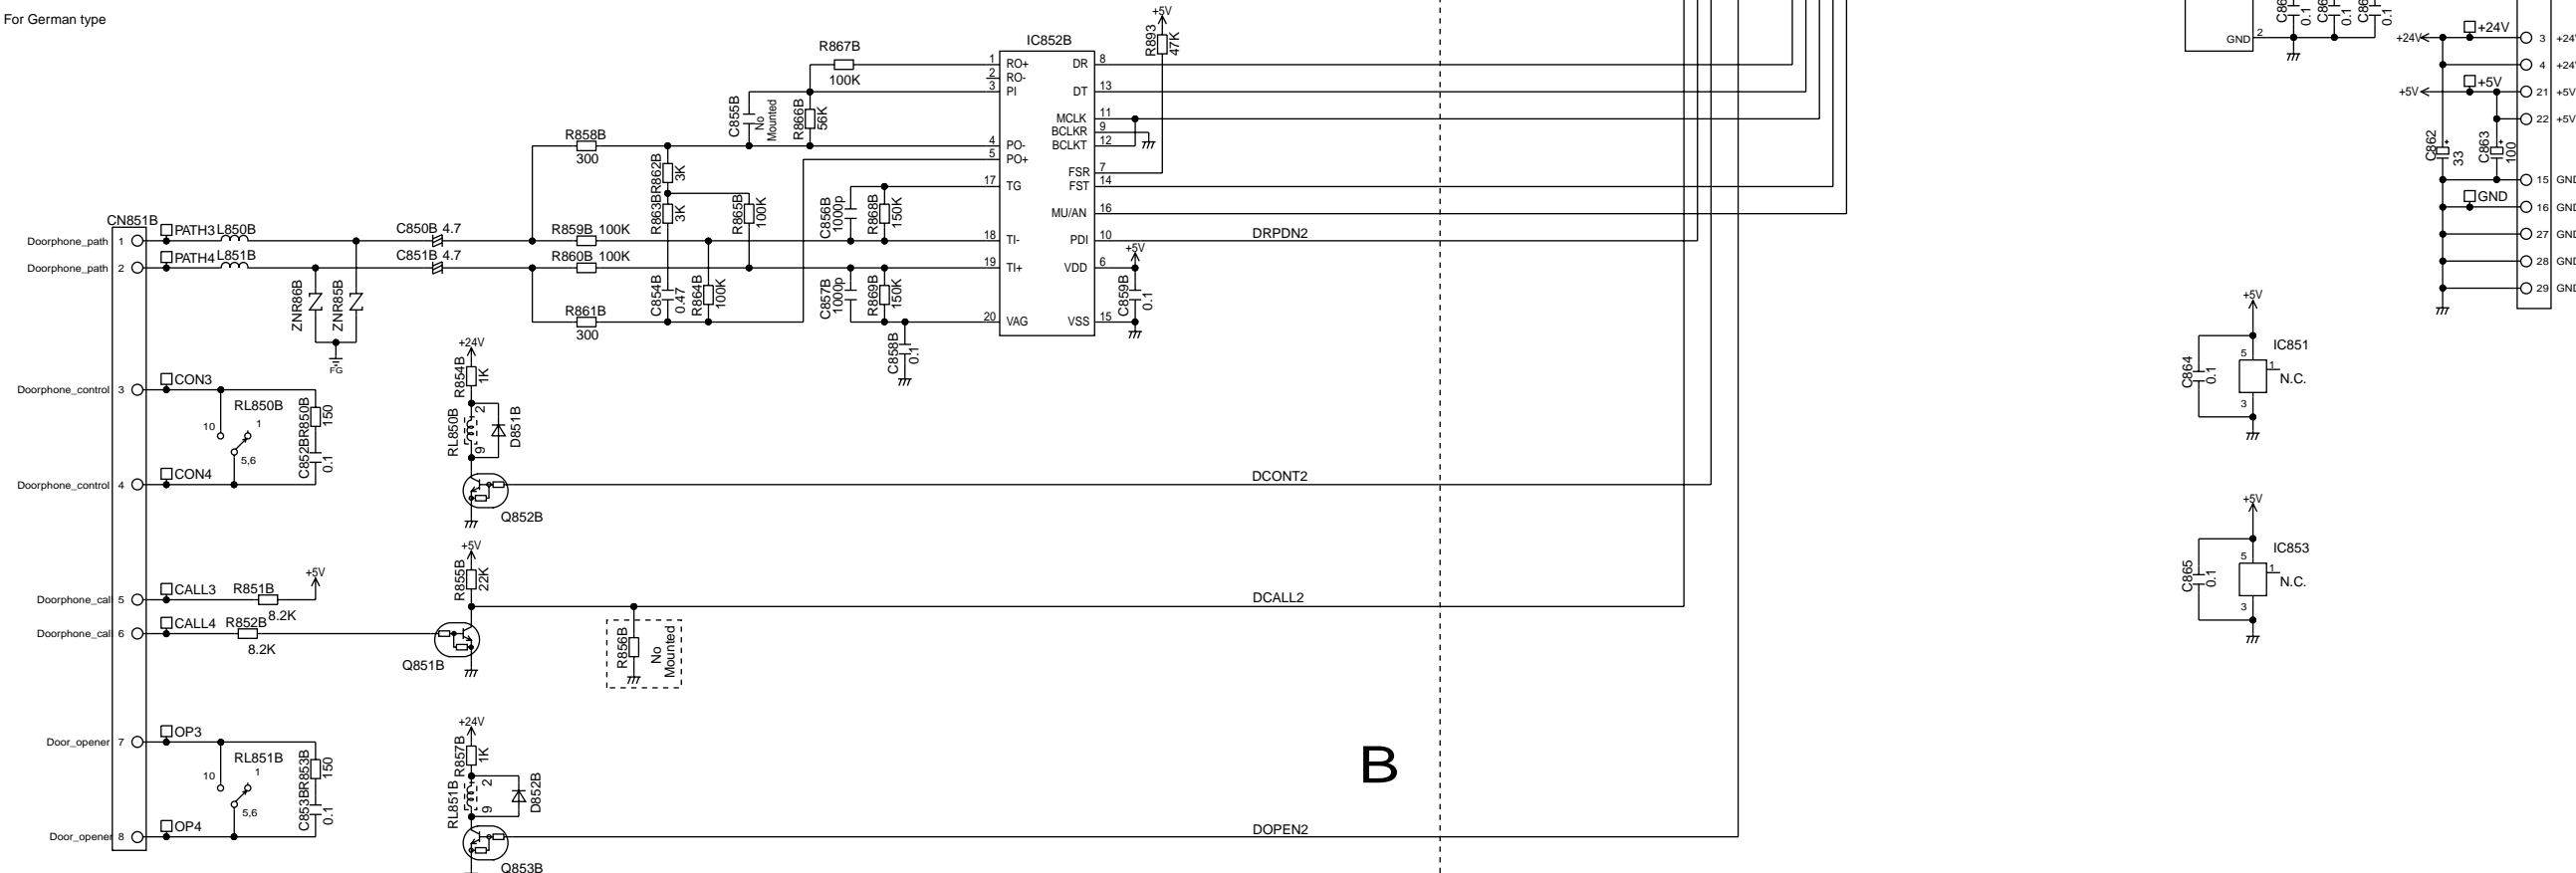 For German type
IC852B
R867B
100K
1 RO+
2 RO-
3 PI
4 PO-
5 PO+
17 TG
18 TI-
19 TI+
20 VAG
DR 8
DT 13
MCLK 11
BCLKR 9
BCLKT 12
FSR 7
FST 14
MU/AN 16
PDI 10
VDD 6
VSS 15
+5V
R893
47K
C855B
No
Mounted
R866B
56K
R858B
300
R862B
3K
R863B
3K
R865B
100K
C856B
1000p
R868B
150K
CN851B
Doorphone_path 1
PATH3
L850B
C850B 4.7
R859B 100K
Doorphone_path 2
PATH4
L851B
C851B 4.7
R860B 100K
ZNR86B
ZNR85B
FG
R861B
300
C854B
0.47
R864B
100K
C857B
1000p
R869B
150K
C858B
0.1
+5V
C859B
0.1
DRPDN2
Doorphone_control 3
CON3
RL850B
10
1
5,6
R850B
150
C852B
0.1
Doorphone_control 4
CON4
+24V
R854B
1K
RL850B
2
9
D851B
Q852B
DCONT2
Doorphone_cal 5
CALL3
R851B
8.2K
+5V
Doorphone_cal 6
CALL4
R852B
8.2K
+5V
R855B
22K
Q851B
DCALL2
R856B
No
Mounted
Door_opener 7
OP3
RL851B
10
1
5,6
R853B
150
C853B
0.1
Door_opener 8
OP4
+24V
R857B
1K
RL851B
2
9
D852B
Q853B
DOPEN2
B
GND 2
0.1
0.1
0.1
+24V
+24V
3
4
+5V
+5V
21 +5V
22 +5V
C862
33
C863
100
15
GND
16
27
28
29
+5V
IC851
5
1
N.C.
3
C864
0.1
+5V
IC853
5
1
N.C.
3
C865
0.1